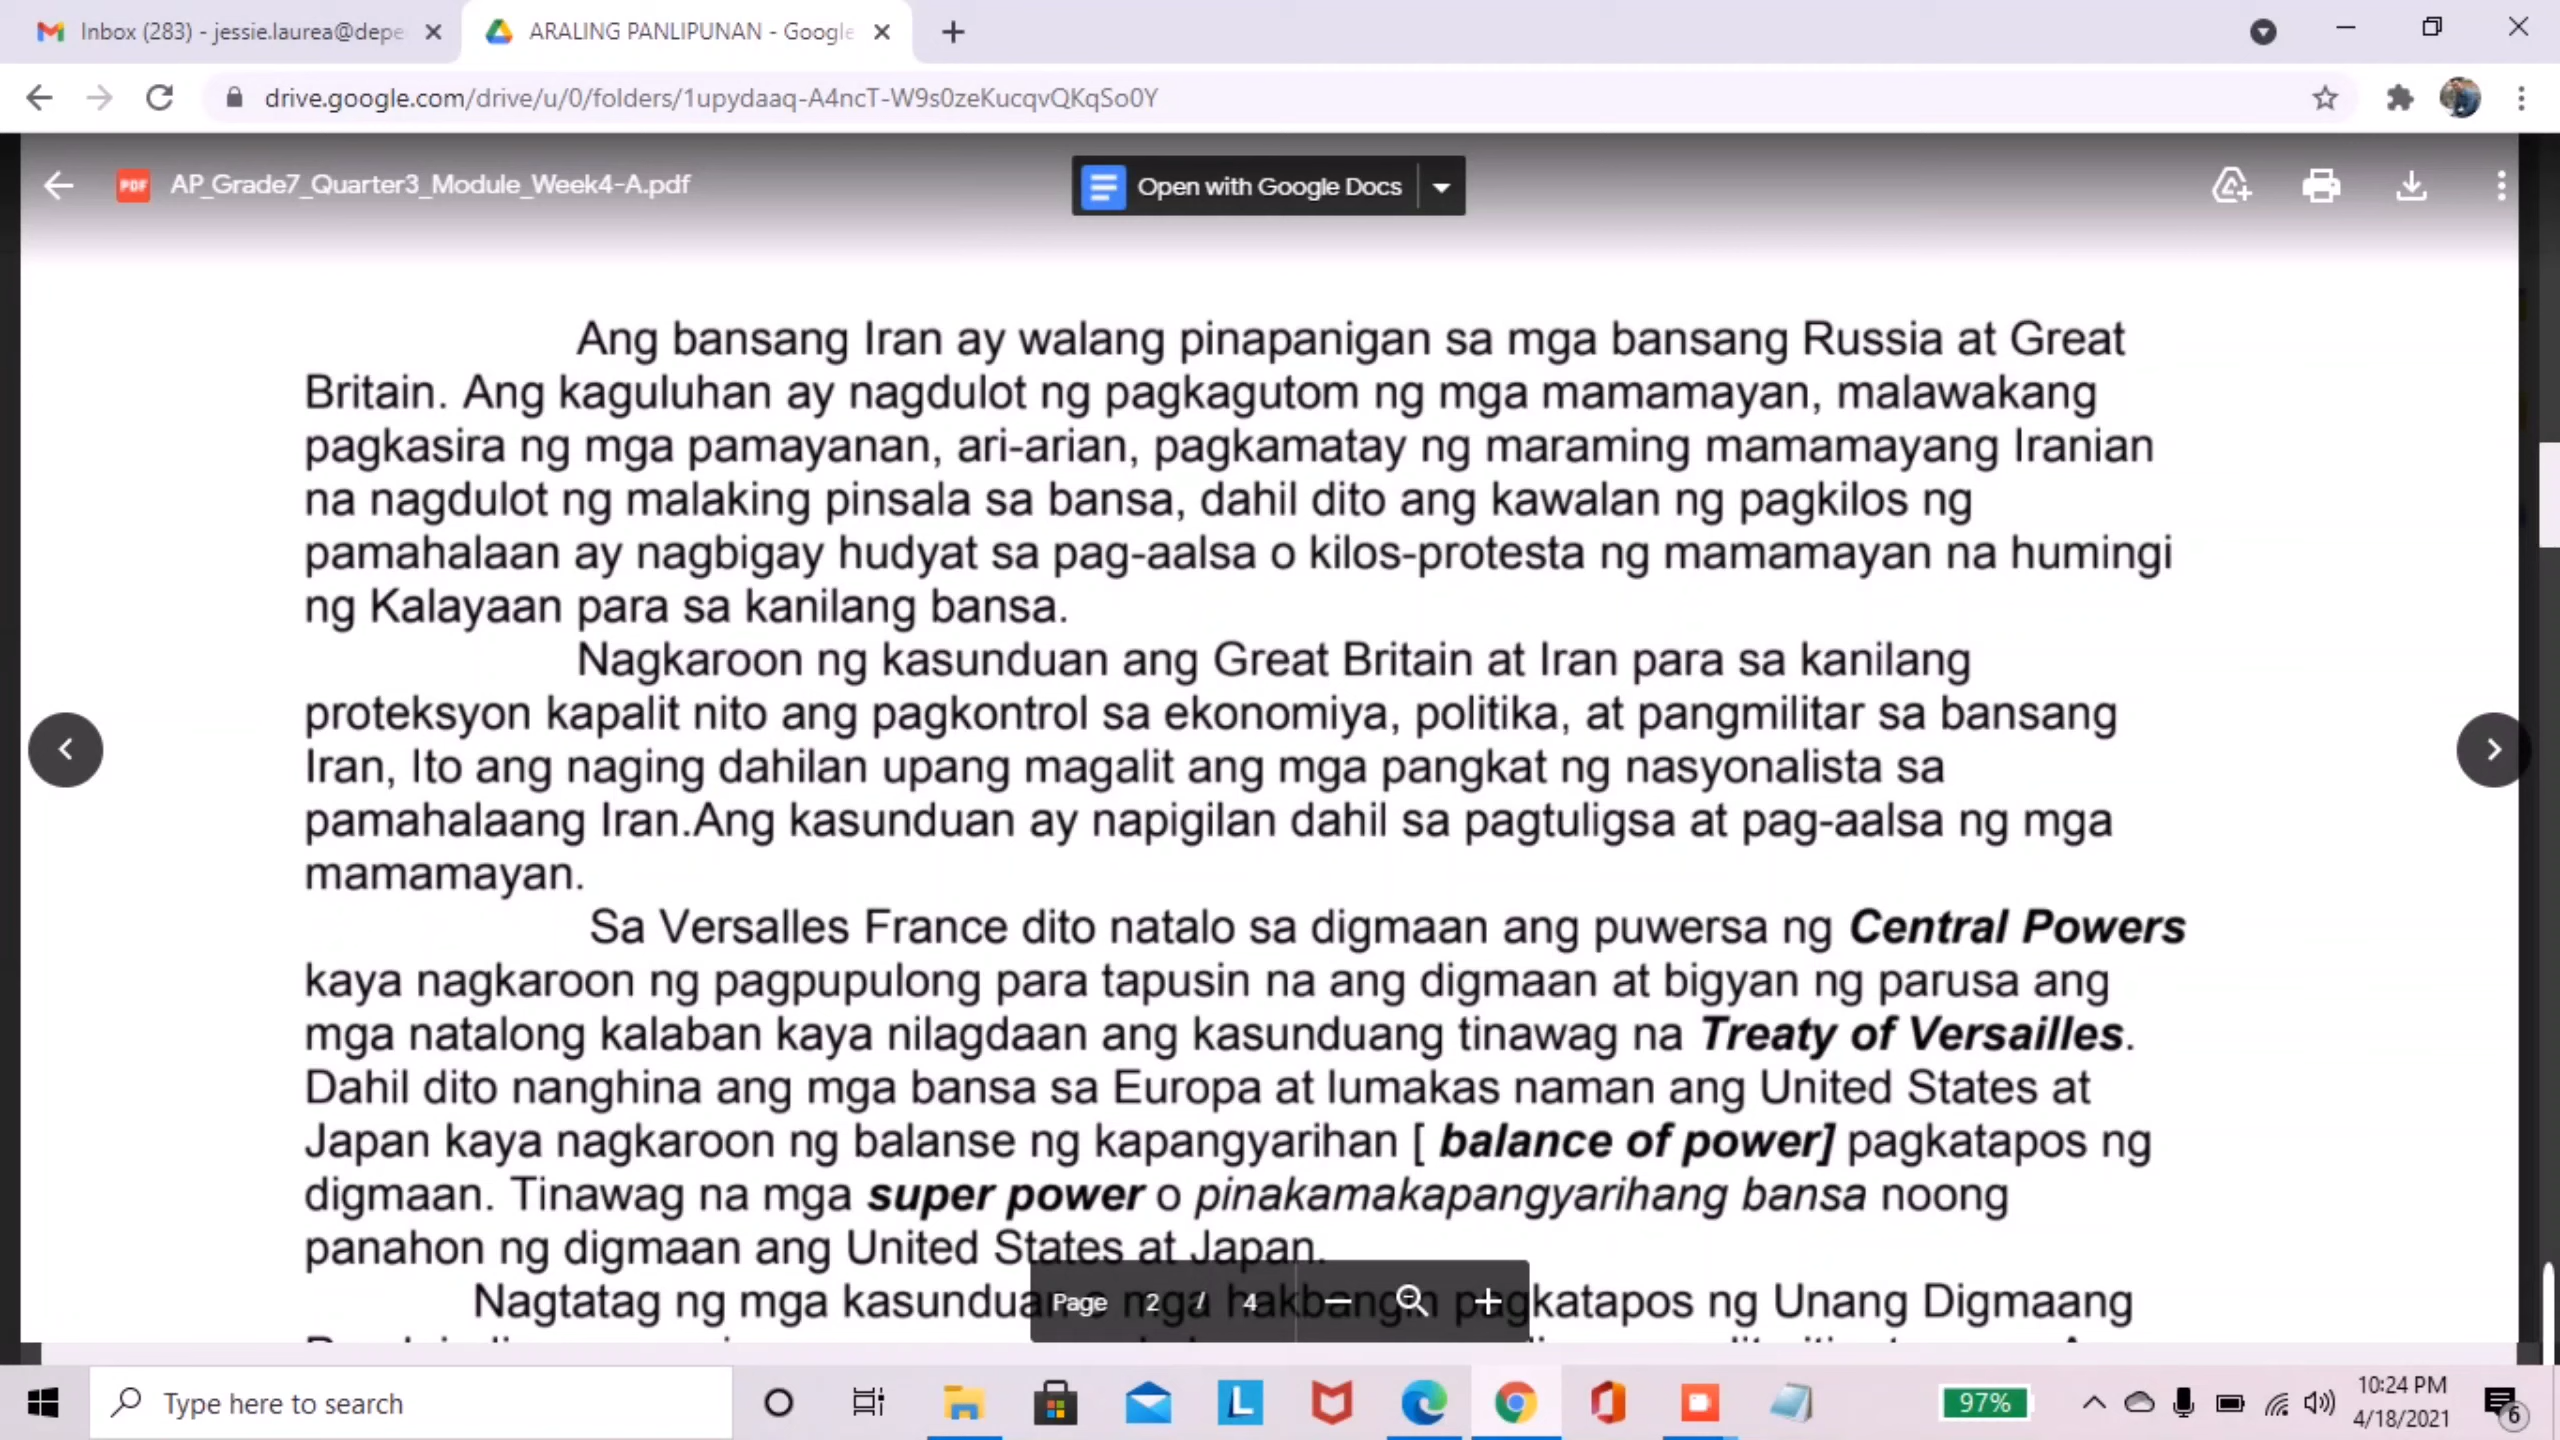 Inbox (283) - jessie.laurea@depe
ARALING PANLIPUNAN - Google
drive.google.com/drive/u/0/folders/1upydaaq-A4ncT-W9s0zeKucqvQKqSo0Y
PDF AP_Grade7_Quarter3_Module_Week4-A.pdf
Open with Google Docs
Ang bansang Iran ay walang pinapanigan sa mga bansang Russia at Great
Britain. Ang kaguluhan ay nagdulot ng pagkagutom ng mga mamamayan, malawakang
pagkasira ng mga pamayanan, ari-arian, pagkamatay ng maraming mamamayang Iranian
na nagdulot ng malaking pinsala sa bansa, dahil dito ang kawalan ng pagkilos ng
pamahalaan ay nagbigay hudyat sa pag-aalsa o kilos-protesta ng mamamayan na humingi
ng Kalayaan para sa kanilang bansa.
Nagkaroon ng kasunduan ang Great Britain at Iran para sa kanilang
proteksyon kapalit nito ang pagkontrol sa ekonomiya, politika, at pangmilitar sa bansang
Iran, Ito ang naging dahilan upang magalit ang mga pangkat ng nasyonalista sa
pamahalaang Iran.Ang kasunduan ay napigilan dahil sa pagtuligsa at pag-aalsa ng mga
mamamayan.
Sa Versalles France dito natalo sa digmaan ang puwersa ng Central Powers
kaya nagkaroon ng pagpupulong para tapusin na ang digmaan at bigyan ng parusa ang
mga natalong kalaban kaya nilagdaan ang kasunduang tinawag na Treaty of Versailles.
Dahil dito nanghina ang mga bansa sa Europa at lumakas naman ang United States at
Japan kaya nagkaroon ng balanse ng kapangyarihan [ balance of power] pagkatapos ng
digmaan. Tinawag na mga super power o pinakamakapangyarihang bansa noong
panahon ng digmaan ang United States at Japan.
Nagtatag ng mga kasunduan o mga hakbangin pagkatapos ng Unang Digmaang
Page 2 / 4
Type here to search
97%
10:24 PM
4/18/2021
6